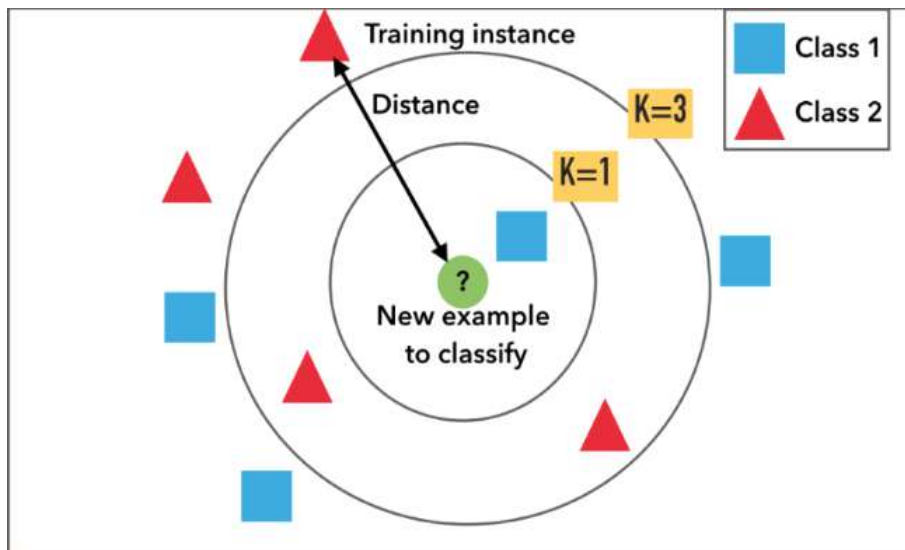 Training instance
Class 1
Distance
K=3
Class 2
K=1
?
New example
to classify